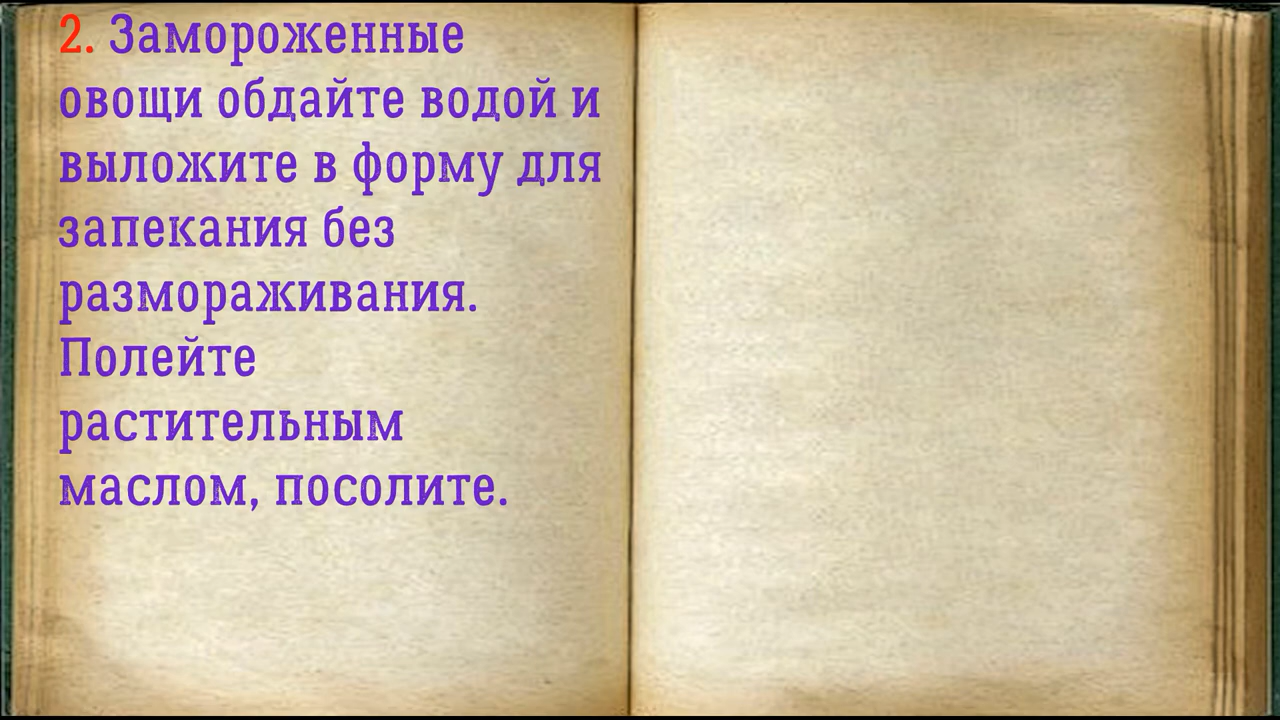 2. Замороженные
овощи обдайте водой и
выложите в форму для
запекания без
размораживания.
Полейте
растительным
маслом, посолите.